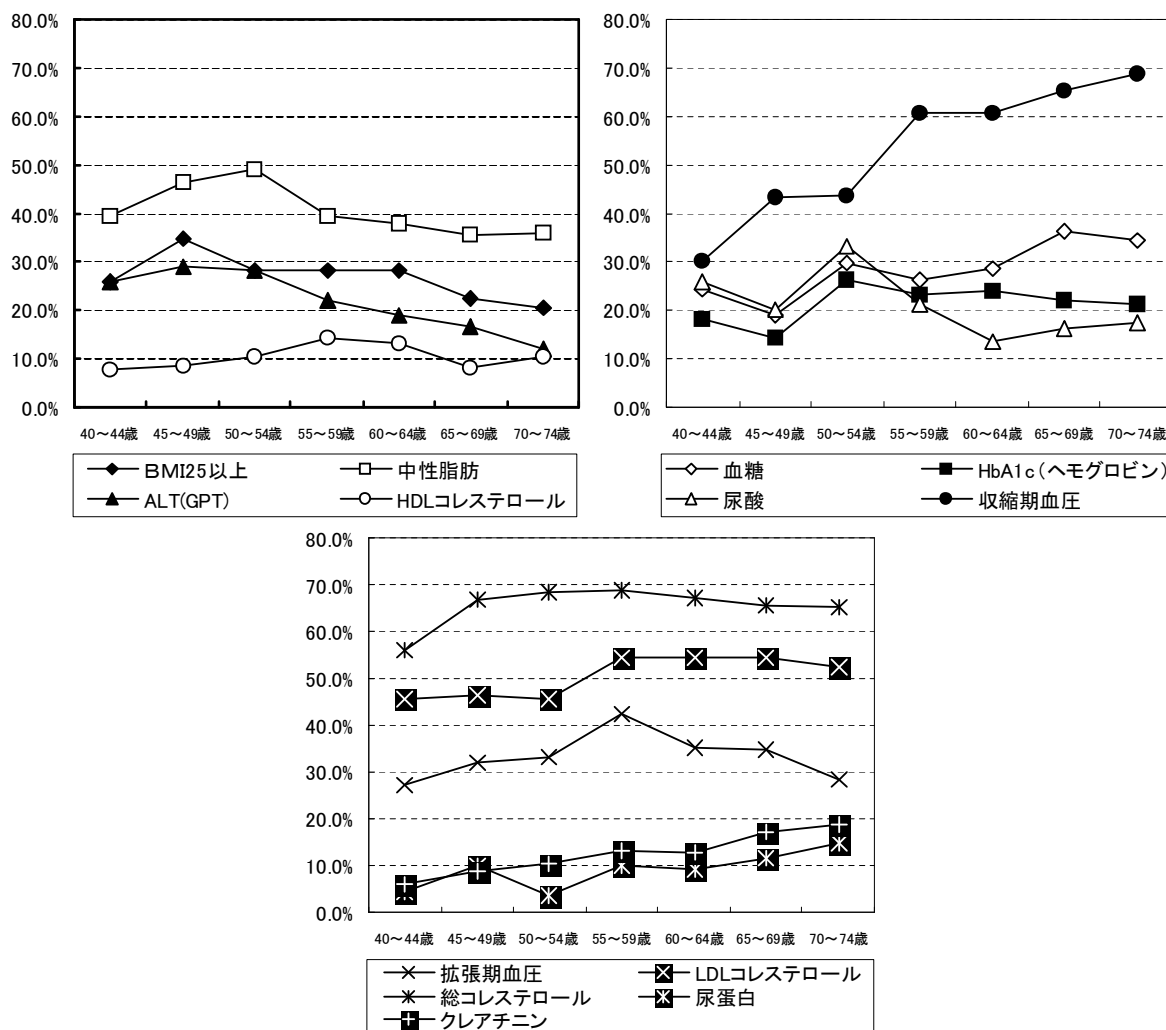 80.0%
70.0%
60.0%
50.0%
40.0%
30.0%
20.0%
10.0%
0.0%
40～44歳 45～49歳 50～54歳 55～59歳 60～64歳 65～69歳 70～74歳
BMI25以上 中性脂肪
ALT(GPT) HDLコレステロール
80.0%
70.0%
60.0%
50.0%
40.0%
30.0%
20.0%
10.0%
0.0%
40～44歳 45～49歳 50～54歳 55～59歳 60～64歳 65～69歳 70～74歳
血糖 HbA1c(ヘモグロビン)
尿酸 収縮期血圧
80.0%
70.0%
60.0%
50.0%
40.0%
30.0%
20.0%
10.0%
0.0%
40～44歳 45～49歳 50～54歳 55～59歳 60～64歳 65～69歳 70～74歳
拡張期血圧 LDLコレステロール
総コレステロール 尿蛋白
クレアチニン